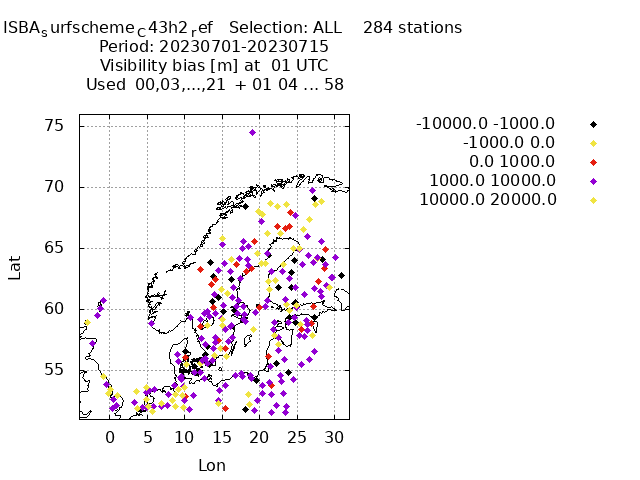 ISBAsurfschemeC43h2ref Selection: ALL 284 stations
Period: 20230701-20230715
Visibility bias [m] at 01 UTC
Used 00,03,...,21 + 01 04 ... 58
-10000.0 -1000.0
-1000.0 0.0
0.0 1000.0
1000.0 10000.0
10000.0 20000.0
75
70
65
60
55
Lat
0 5 10 15 20 25 30
Lon